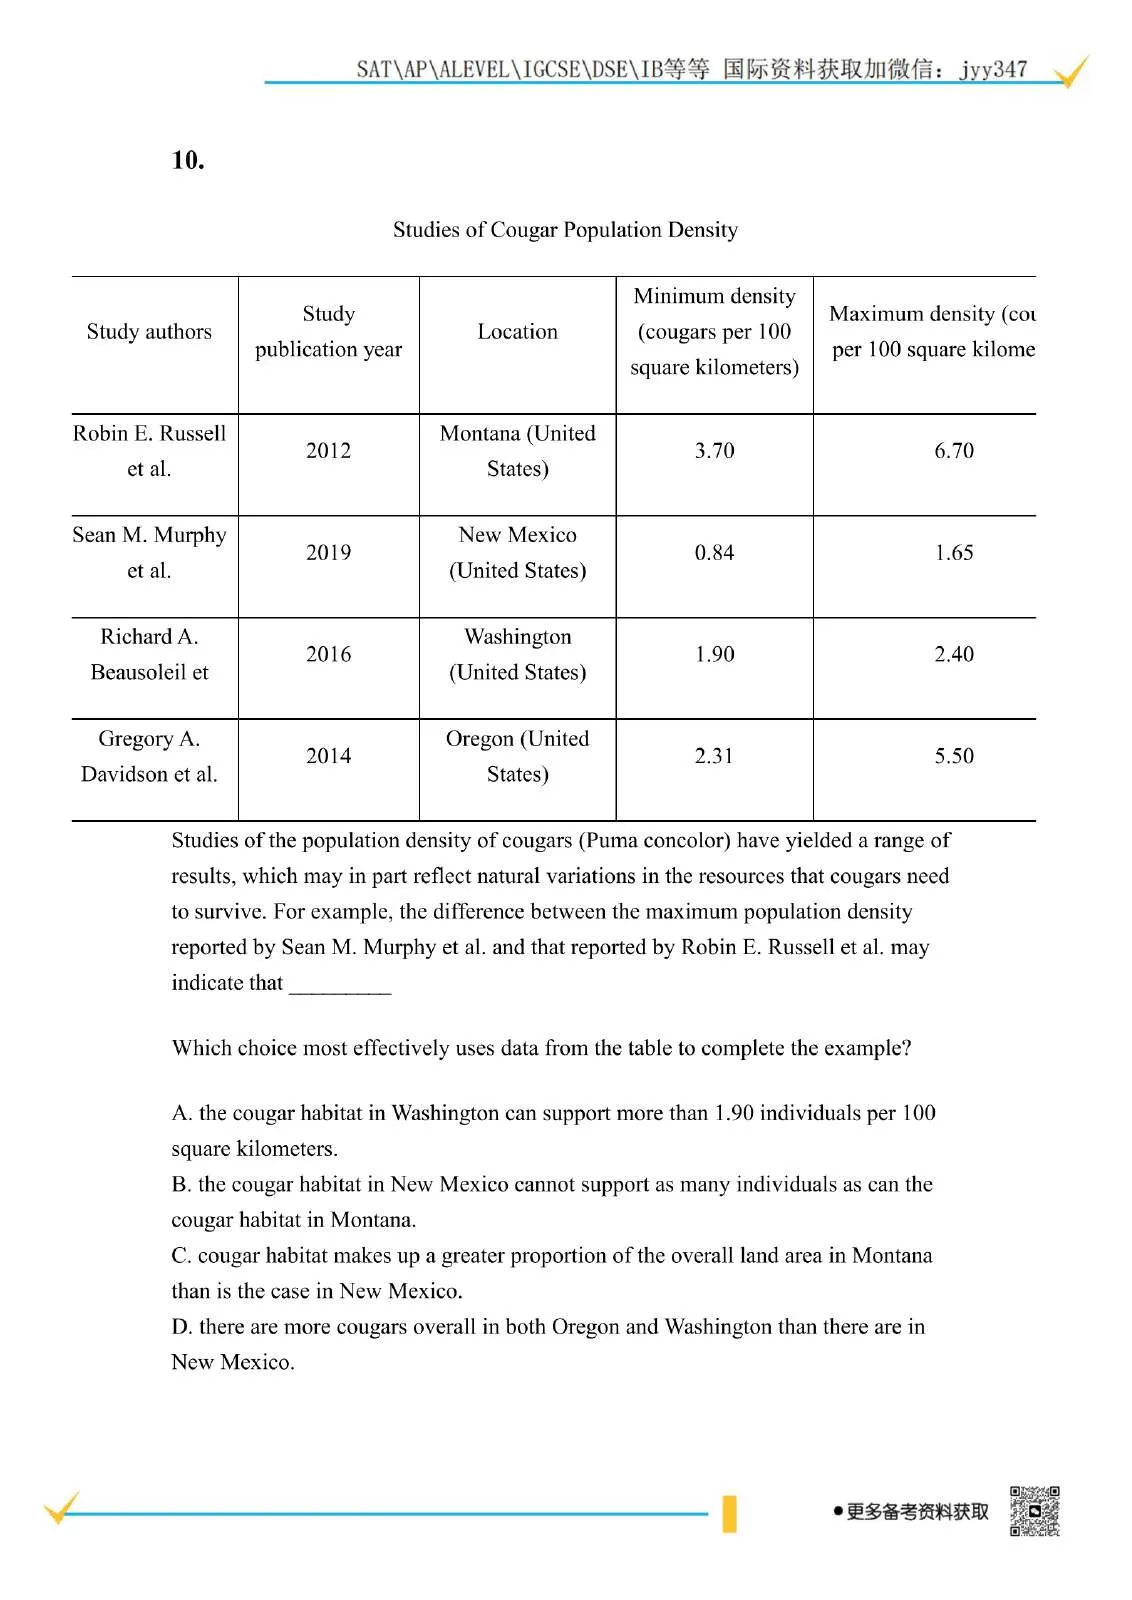 SAT\AP\ALEVEL\IGCSE\DSE\IB等等 国际资料获取加微信：jyy347
10.
Studies of Cougar Population Density
Study authors
Study
publication year
Location
Minimum density
(cougars per 100
square kilometers)
Maximum density (cou
per 100 square kilome
Robin E. Russell
et al.
2012
Montana (United
States)
3.70
6.70
Sean M. Murphy
et al.
2019
New Mexico
(United States)
0.84
1.65
Richard A.
Beausoleil et
2016
Washington
(United States)
1.90
2.40
Gregory A.
Davidson et al.
2014
Oregon (United
States)
2.31
5.50
Studies of the population density of cougars (Puma concolor) have yielded a range of
results, which may in part reflect natural variations in the resources that cougars need
to survive. For example, the difference between the maximum population density
reported by Sean M. Murphy et al. and that reported by Robin E. Russell et al. may
indicate that _________
Which choice most effectively uses data from the table to complete the example?
A. the cougar habitat in Washington can support more than 1.90 individuals per 100
square kilometers.
B. the cougar habitat in New Mexico cannot support as many individuals as can the
cougar habitat in Montana.
C. cougar habitat makes up a greater proportion of the overall land area in Montana
than is the case in New Mexico.
D. there are more cougars overall in both Oregon and Washington than there are in
New Mexico.
●更多备考资料获取